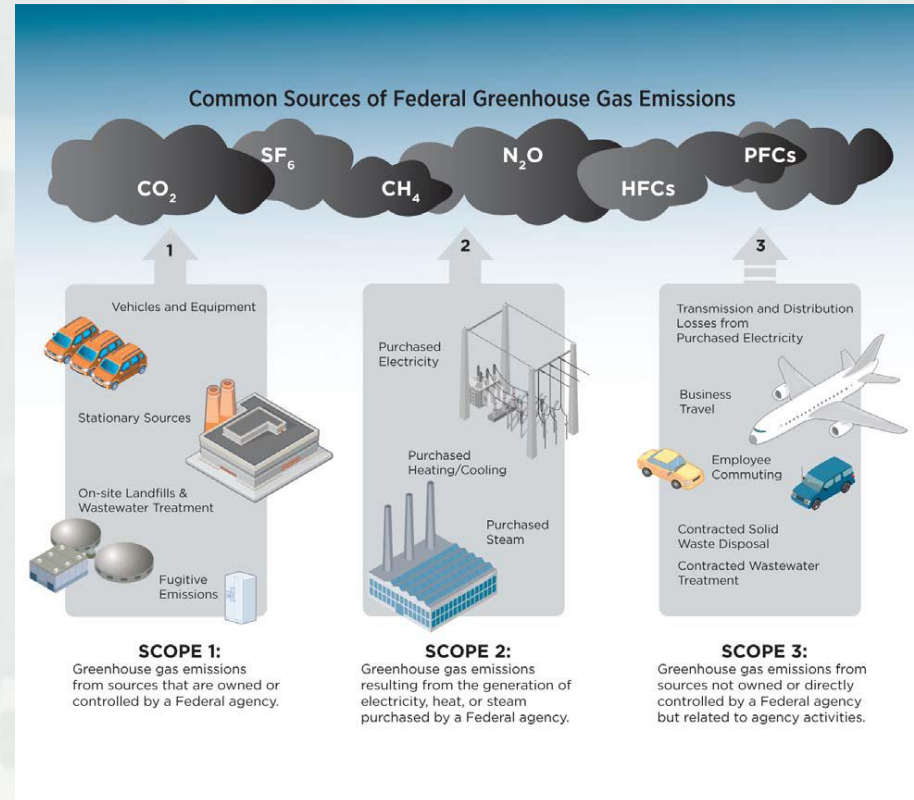 Common Sources of Federal Greenhouse Gas Emissions
CO2
SF6
CH4
N2O
HFCs
PFCs
1
Vehicles and Equipment
Stationary Sources
On-site Landfills &
Wastewater Treatment
Fugitive
Emissions
SCOPE 1:
Greenhouse gas emissions
from sources that are owned or
controlled by a Federal agency.
2
Purchased
Electricity
Purchased
Heating/Cooling
Purchased
Steam
SCOPE 2:
Greenhouse gas emissions
resulting from the generation of
electricity, heat, or steam
purchased by a Federal agency.
3
Transmission and Distribution
Losses from
Purchased Electricity
Business
Travel
Employee
Commuting
Contracted Solid
Waste Disposal
Contracted Wastewater
Treatment
SCOPE 3:
Greenhouse gas emissions from
sources not owned or directly
controlled by a Federal agency
but related to agency activities.